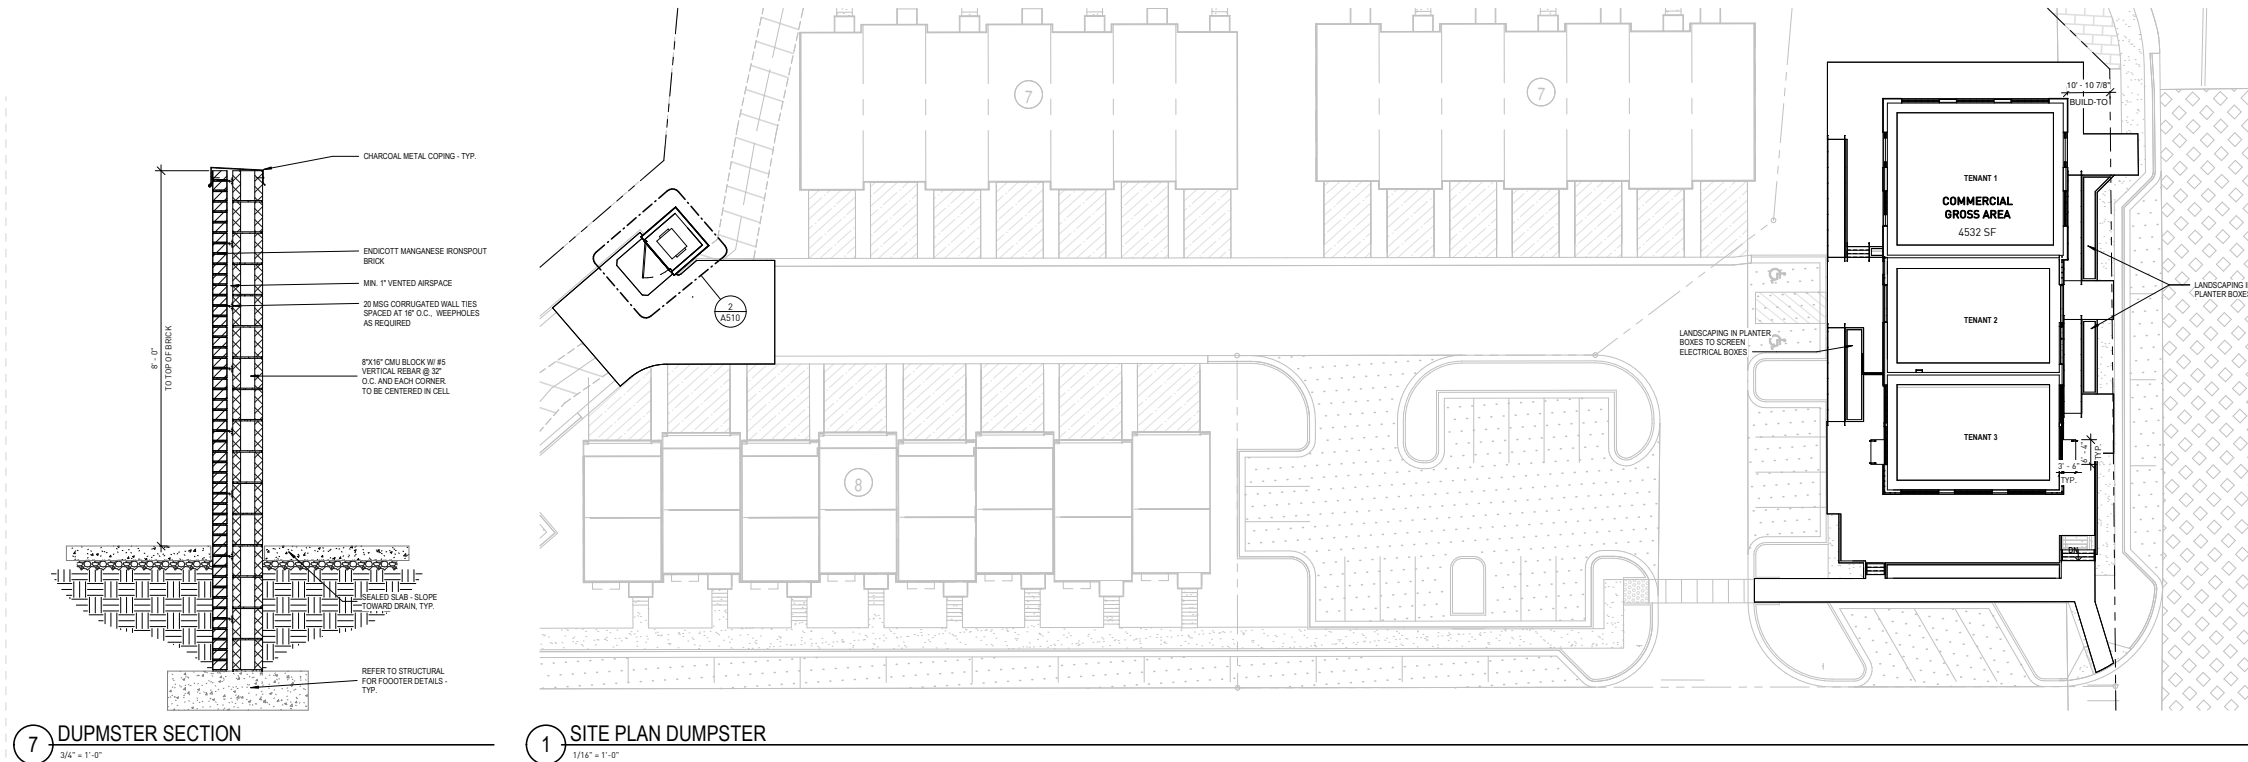 CHARCOAL METAL COPING - TYP.
ENDICOTT MANGANESE IRONSPOUT
BRICK
MIN. 1" VENTED AIRSPACE
20 MSG CORRUGATED WALL TIES
SPACED AT 16" O.C., WEEPHOLES
AS REQUIRED
8"X16" CMU BLOCK W/ #5
VERTICAL REBAR @ 32"
O.C. AND EACH CORNER.
TO BE CENTERED IN CELL
8' - 0"
TO TOP OF BRICK
SEALED SLAB - SLOPE
TOWARD DRAIN, TYP.
REFER TO STRUCTURAL
FOR FOOOTER DETAILS -
TYP.
7
DUPMSTER SECTION
3/4" = 1'-0"
7
7
8
2
A510
10' - 10 7/8"
BUILD-TO
TENANT 1
COMMERCIAL
GROSS AREA
4532 SF
TENANT 2
TENANT 3
LANDSCAPING IN PLANTER
BOXES TO SCREEN
ELECTRICAL BOXES
LANDSCAPING I
PLANTER BOXES
6' - 4"
TYP.
3' - 6"
TYP.
DN
1
SITE PLAN DUMPSTER
1/16" = 1'-0"